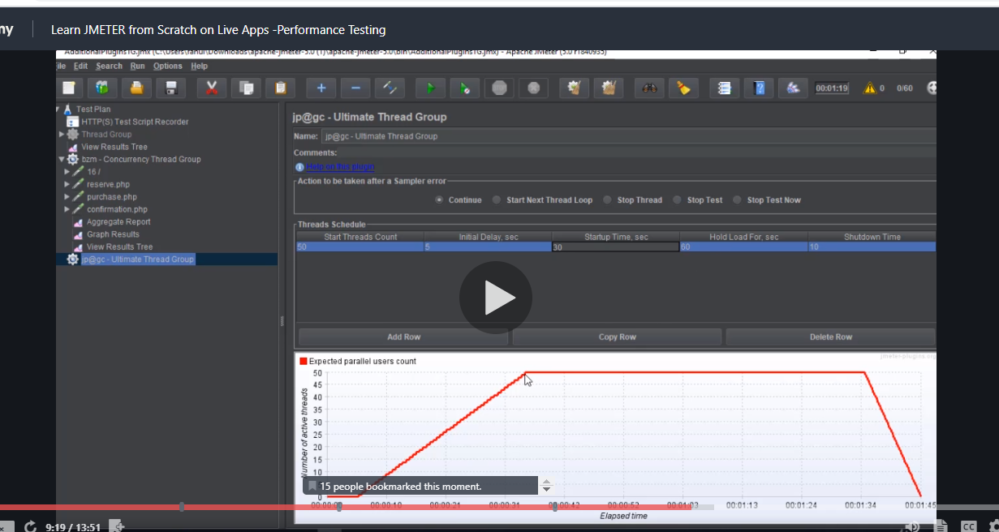 ny Learn JMETER from Scratch on Live Apps -Performance Testing
AdditionalPluginsTG.jmx (C:\Users\rahul\Downloads\apache-jmeter-5.0 (1)\apache-jmeter-5.0\bin\AdditionalPluginsTG.jmx) - Apache JMeter (5.0 r1840935)
ile Edit Search Run Options Help
00:01:19 0 0/60
Test Plan
HTTP(S) Test Script Recorder
Thread Group
View Results Tree
bzm - Concurrency Thread Group
16 /
reserve.php
purchase.php
confirmation.php
Aggregate Report
Graph Results
View Results Tree
jp@gc - Ultimate Thread Group
jp@gc - Ultimate Thread Group
Name: jp@gc - Ultimate Thread Group
Comments:
Help on this plugin
Action to be taken after a Sampler error
Continue Start Next Thread Loop Stop Thread Stop Test Stop Test Now
Threads Schedule
Start Threads Count Initial Delay, sec Startup Time, sec Hold Load For, sec Shutdown Time
50 5 30 60 10
Add Row Copy Row Delete Row
jmeter-plugins.org
Expected parallel users count
50
45
40
35
30
25
20
15
10
0
Number of active threads
15 people bookmarked this moment.
00:00:00 00:00:10 00:00:21 00:00:31 00:00:42 00:00:52 00:01:03 00:01:13 00:01:24 00:01:34 00:01:45
Elapsed time
9:19 / 13:51 CC